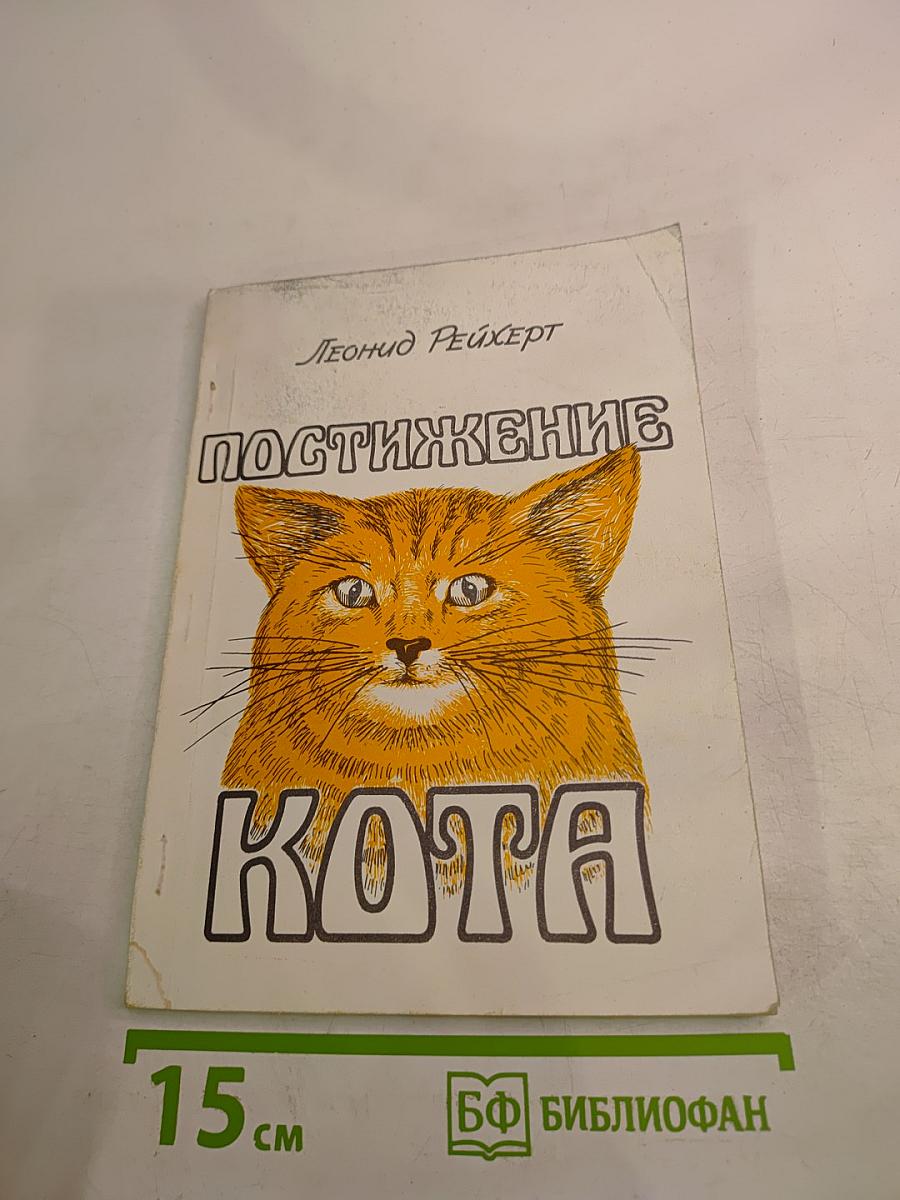 Леонид Рейхерт
ПОСТИЖЕНИЕ
КОТА
15 см
БФ БИБЛИОФАН